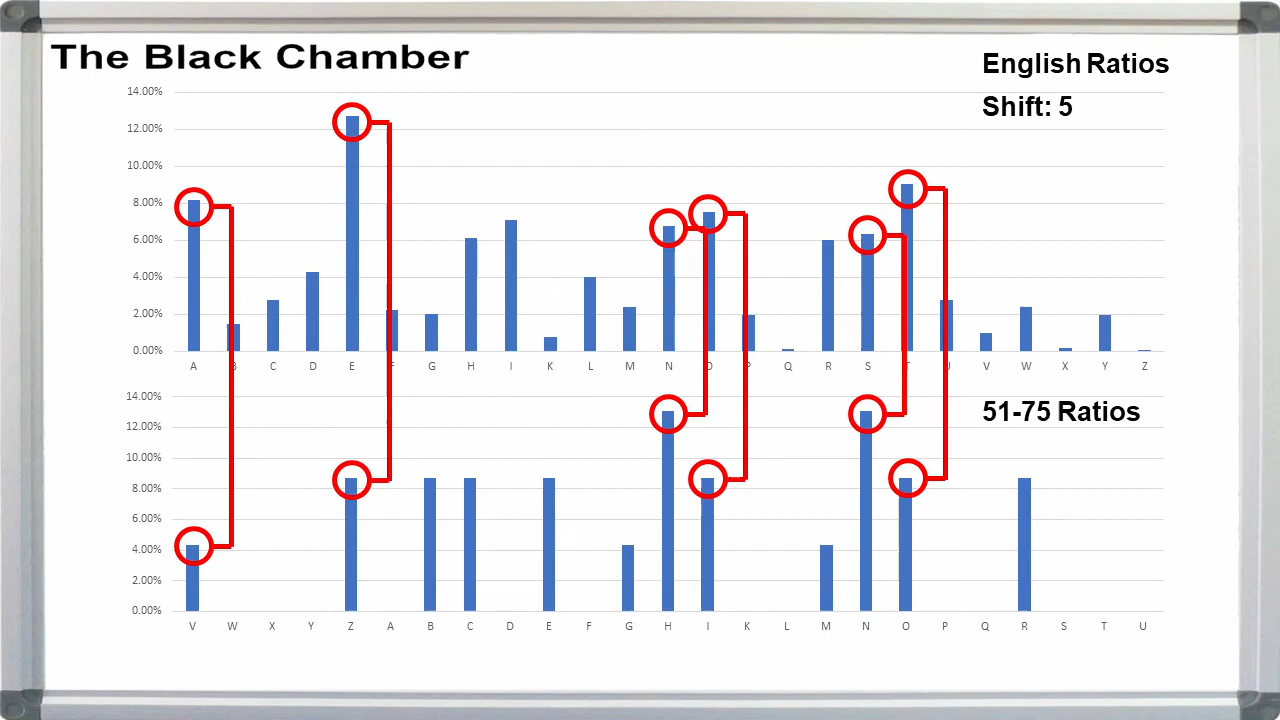 The Black Chamber
English Ratios
Shift: 5
14.00%
12.00%
10.00%
8.00%
6.00%
4.00%
2.00%
0.00%
A B C D E F G H I K L M N O P Q R S T U V W X Y Z
51-75 Ratios
14.00%
12.00%
10.00%
8.00%
6.00%
4.00%
2.00%
0.00%
V W X Y Z A B C D E F G H I K L M N O P Q R S T U